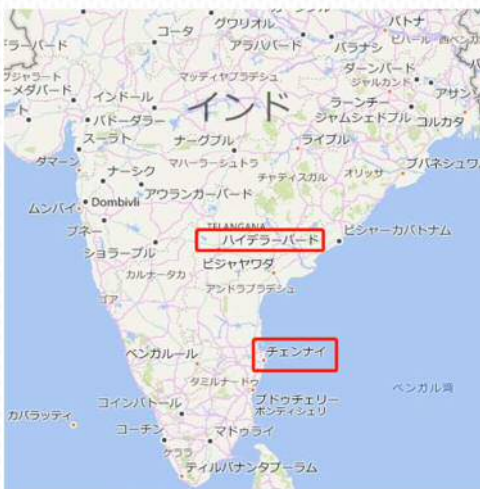 グワリオル
パトナ
コータ
アラハバード
バラナシ
マッディヤプラデシュ
ダーンバード
ジャルカンド
アサン
インドール
インド
ラーンチー
バドーダラー
ジャムシェドプル
コルカタ
スーラト
ナーグプル
ライプル
ダマーン
ナーシク
マハーラーシュトラ
チャティスガル
オリッサ
ブバネシュワ
Dombivli
アウランガーバード
ムンバイ
プネー
TELANGANA
ハイデラーバード
ビシャーカパトナム
ショラープル
ビジャヤワダ
カルナータカ
アンドラプラデシュ
ゴア
ベンガルール
チェンナイ
タミルナードゥ
ベンガル湾
コインバトール
プドゥチェリー
ポンディシェリ
カバラッティ
コーチン
マドゥライ
ケララ
ティルバナンタプーラム